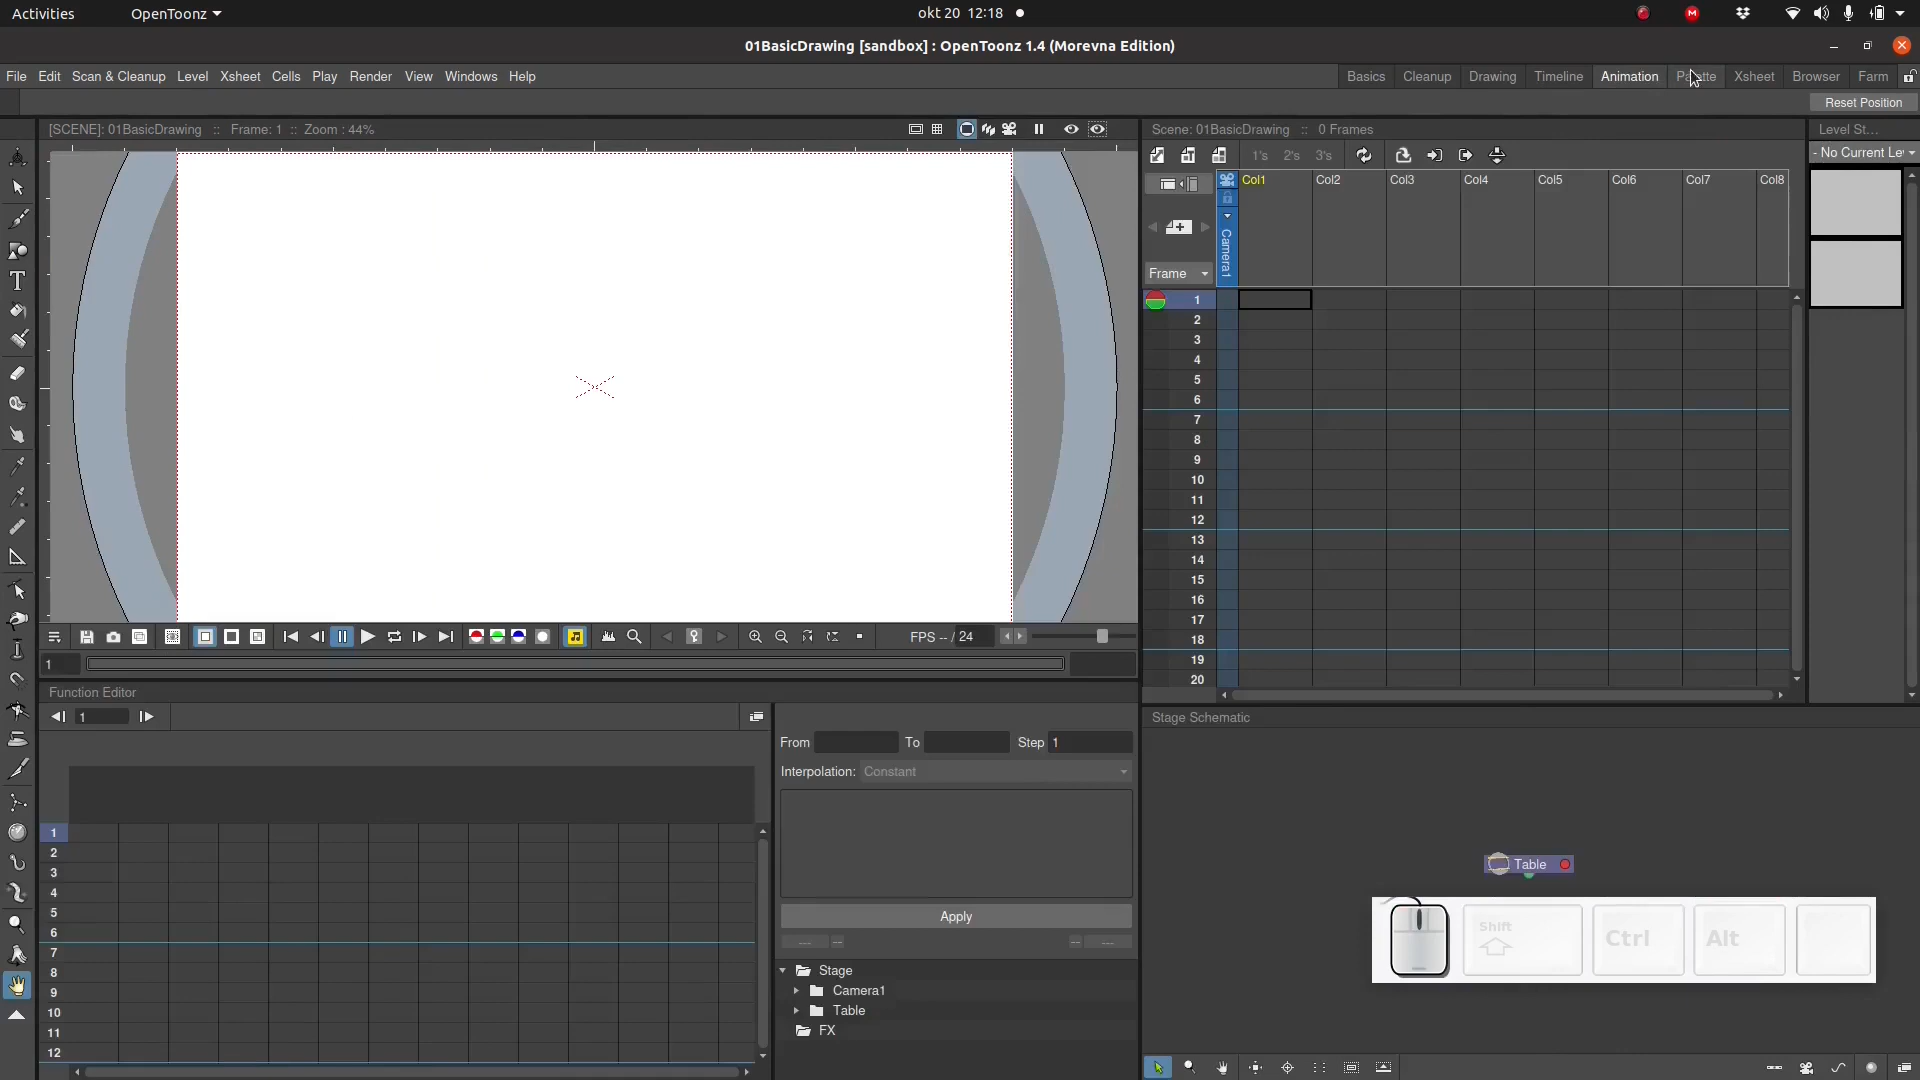 Activities OpenToonz okt 20 12:18
01BasicDrawing [sandbox] : OpenToonz 1.4 (Morevna Edition)
File Edit Scan & Cleanup Level Xsheet Cells Play Render View Windows Help Basics Cleanup Drawing Timeline Animation Palette Xsheet Browser Farm
Reset Position
[SCENE]: 01BasicDrawing :: Frame: 1 :: Zoom : 44%
Scene: 01BasicDrawing :: 0 Frames
Level St...
1's 2's 3's
- No Current Le
Col1 Col2 Col3 Col4 Col5 Col6 Col7 Col8
Camera1
Frame
1
2
3
4
5
6
7
8
9
10
11
12
13
14
15
16
17
18
19
20
FPS -- / 24
1
Function Editor
1
From To Step 1
Interpolation: Constant
Apply
--- -- -- ---
Stage
Camera1
Table
FX
1
2
3
4
5
6
7
8
9
10
11
12
Stage Schematic
Table
Shift Ctrl Alt